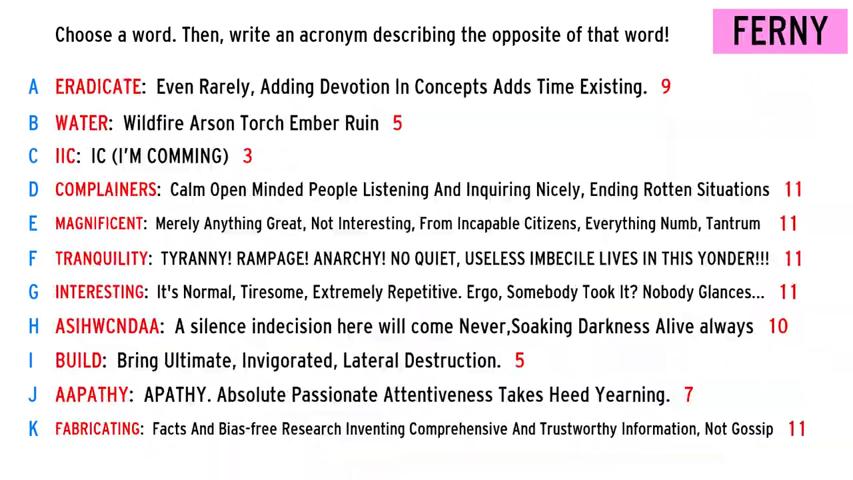 Choose a word. Then, write an acronym describing the opposite of that word!
FERNY
A ERADICATE: Even Rarely, Adding Devotion In Concepts Adds Time Existing. 9
B WATER: Wildfire Arson Torch Ember Ruin 5
C IIC: IC (I'M COMMING) 3
D COMPLAINERS: Calm Open Minded People Listening And Inquiring Nicely, Ending Rotten Situations 11
E MAGNIFICENT: Merely Anything Great, Not Interesting, From Incapable Citizens, Everything Numb, Tantrum 11
F TRANQUILITY: TYRANNY! RAMPAGE! ANARCHY! NO QUIET, USELESS IMBECILE LIVES IN THIS YONDER!!! 11
G INTERESTING: It's Normal, Tiresome, Extremely Repetitive. Ergo, Somebody Took It? Nobody Glances... 11
H ASIHWCNDAA: A silence indecision here will come Never,Soaking Darkness Alive always 10
I BUILD: Bring Ultimate, Invigorated, Lateral Destruction. 5
J AAPATHY: APATHY. Absolute Passionate Attentiveness Takes Heed Yearning. 7
K FABRICATING: Facts And Bias-free Research Inventing Comprehensive And Trustworthy Information, Not Gossip 11